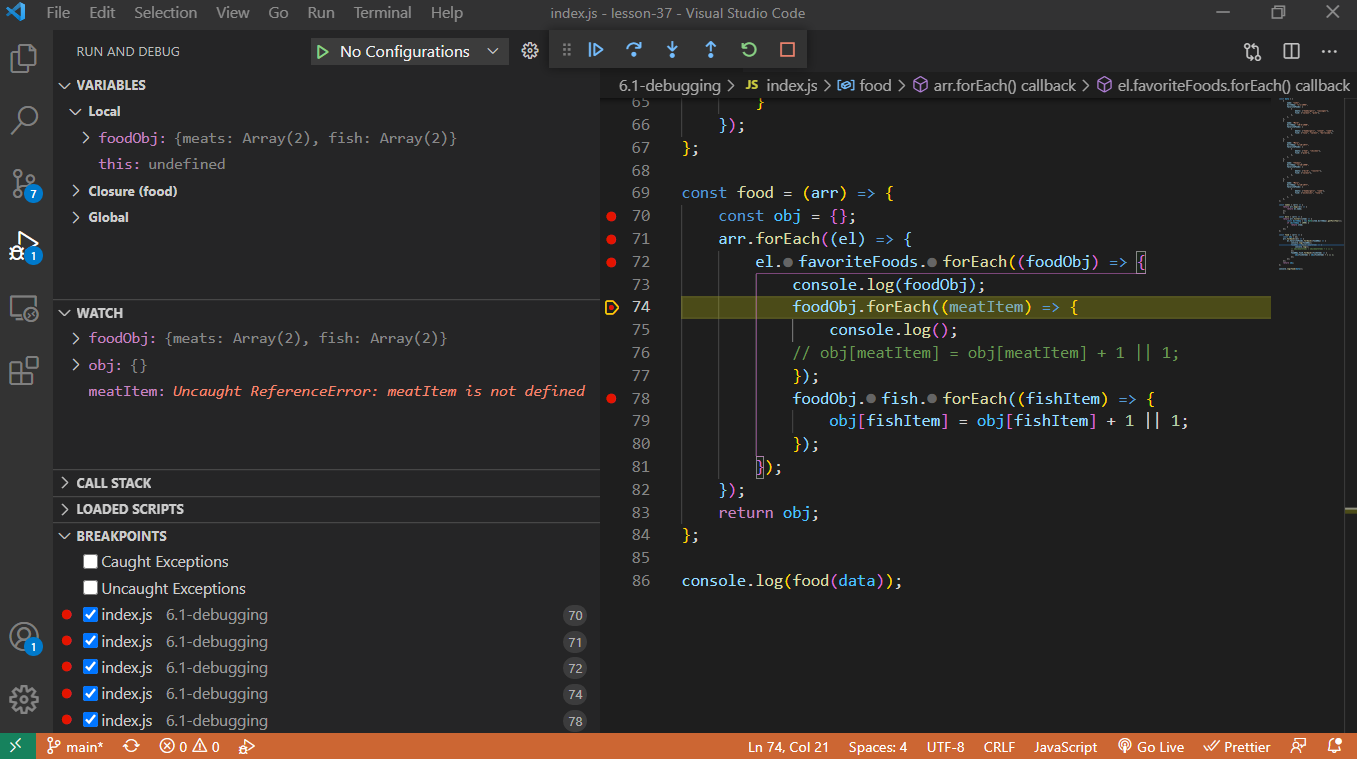 File Edit Selection View Go Run Terminal Help index.js - lesson-37 - Visual Studio Code
RUN AND DEBUG No Configurations
VARIABLES
Local
foodObj: {meats: Array(2), fish: Array(2)}
this: undefined
Closure (food)
Global
WATCH
foodObj: {meats: Array(2), fish: Array(2)}
obj: {}
meatItem: Uncaught ReferenceError: meatItem is not defined
CALL STACK
LOADED SCRIPTS
BREAKPOINTS
Caught Exceptions
Uncaught Exceptions
index.js 6.1-debugging 70
index.js 6.1-debugging 71
index.js 6.1-debugging 72
index.js 6.1-debugging 74
index.js 6.1-debugging 78
7
1
1
6.1-debugging > JS index.js > food > arr.forEach() callback > el.favoriteFoods.forEach() callback
65 }
66 });
67 };
68
69 const food = (arr) => {
70 const obj = {};
71 arr.forEach((el) => {
72 el.favoriteFoods.forEach((foodObj) => {
73 console.log(foodObj);
74 foodObj.forEach((meatItem) => {
75 console.log();
76 // obj[meatItem] = obj[meatItem] + 1 || 1;
77 });
78 foodObj.fish.forEach((fishItem) => {
79 obj[fishItem] = obj[fishItem] + 1 || 1;
80 });
81 });
82 });
83 return obj;
84 };
85
86 console.log(food(data));
main* 0 0 Ln 74, Col 21 Spaces: 4 UTF-8 CRLF JavaScript Go Live Prettier